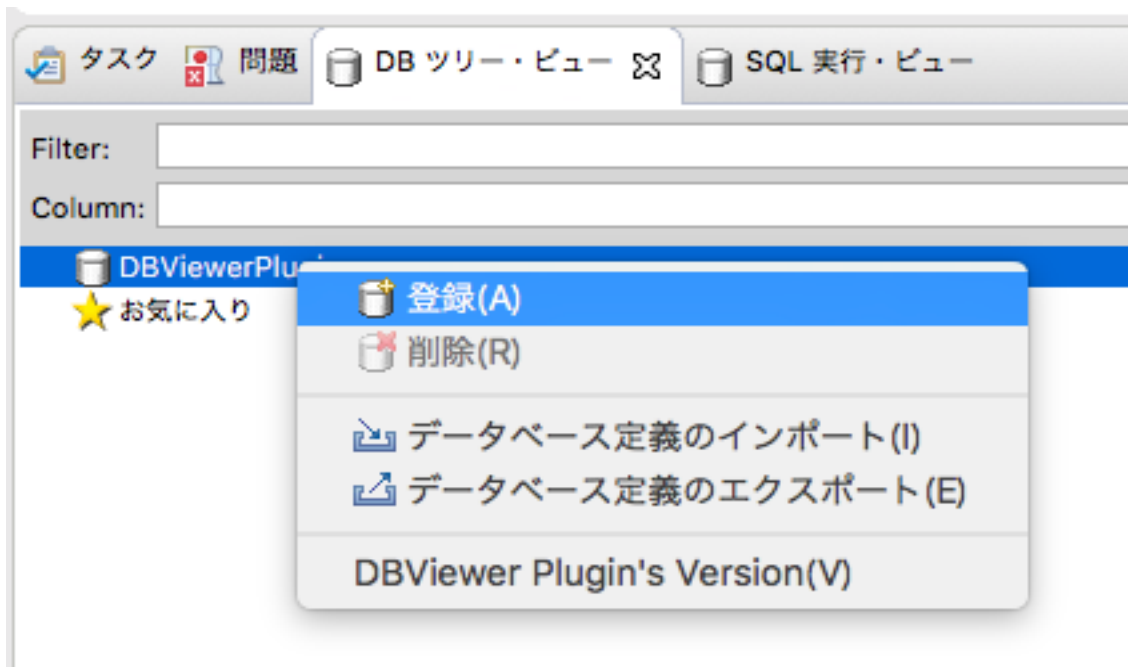 タスク 問題 DB ツリー・ビュー SQL 実行・ビュー
Filter:
Column:
DBViewerPlu
登録(A)
お気に入り
削除(R)
データベース定義のインポート(I)
データベース定義のエクスポート(E)
DBViewer Plugin's Version(V)